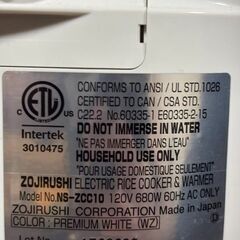 ETL
C US
Intertek
3010475
CONFORMS TO ANSI / UL STD.1026
CERTIFIED TO CAN / CSA STD.
C22.2 No.60335-1 E60335-2-15
DO NOT IMMERSE IN WATER
"NE PAS IMMERGER DANS L'EAU"
HOUSEHOLD USE ONLY
"POUR USAGE DOMESTIQUE SEULEMENT"
ZOJIRUSHI ELECTRIC RICE COOKER & WARMER
Model No. NS-ZCC10 120V 680W 60Hz AC ONLY
ZOJIRUSHI CORPORATION Made in Japan
COLOR: PREMIUM WHITE (WZ)
Lot No.